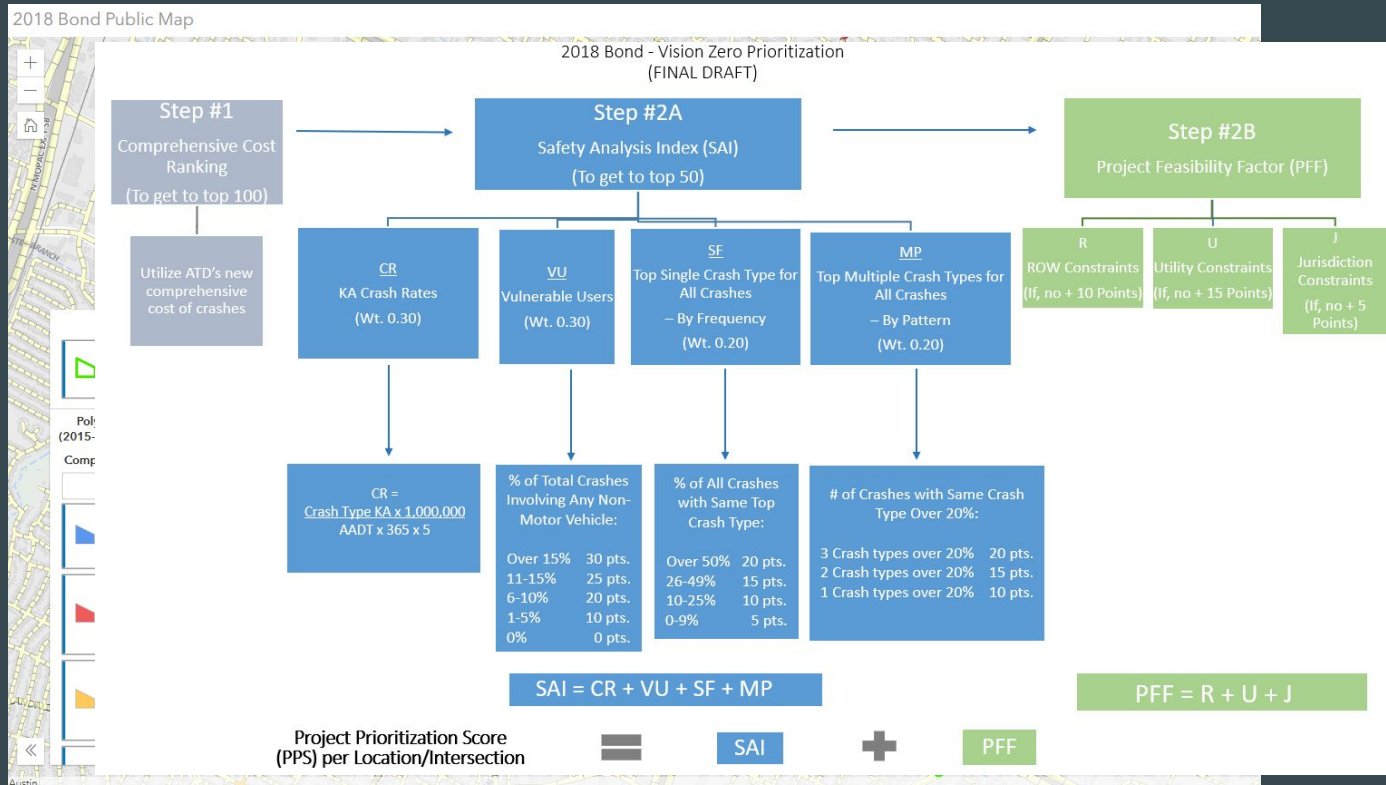 2018 Bond Public Map
2018 Bond - Vision Zero Prioritization
(FINAL DRAFT)
Step #1
Comprehensive Cost
Ranking
(To get to top 100)
Utilize ATD's new
comprehensive
cost of crashes
Step #2A
Safety Analysis Index (SAI)
(To get to top 50)
Step #2B
Project Feasibility Factor (PFF)
CR
KA Crash Rates
(Wt. 0.30)
VU
Vulnerable Users
(Wt. 0.30)
SF
Top Single Crash Type for
All Crashes
– By Frequency
(Wt. 0.20)
MP
Top Multiple Crash Types for
All Crashes
– By Pattern
(Wt. 0.20)
R
ROW Constraints
(If, no + 10 Points)
U
Utility Constraints
(If, no + 15 Points)
J
Jurisdiction
Constraints
(If, no + 5
Points)
CR =
Crash Type KA x 1,000,000
AADT x 365 x 5
% of Total Crashes
Involving Any Non-
Motor Vehicle:
Over 15% 30 pts.
11-15% 25 pts.
6-10% 20 pts.
1-5% 10 pts.
0% 0 pts.
% of All Crashes
with Same Top
Crash Type:
Over 50% 20 pts.
26-49% 15 pts.
10-25% 10 pts.
0-9% 5 pts.
# of Crashes with Same Crash
Type Over 20%:
3 Crash types over 20% 20 pts.
2 Crash types over 20% 15 pts.
1 Crash types over 20% 10 pts.
SAI = CR + VU + SF + MP
PFF = R + U + J
Project Prioritization Score
(PPS) per Location/Intersection
SAI
PFF
N MOPAC EX
Pol
(2015-
Comp
Austin